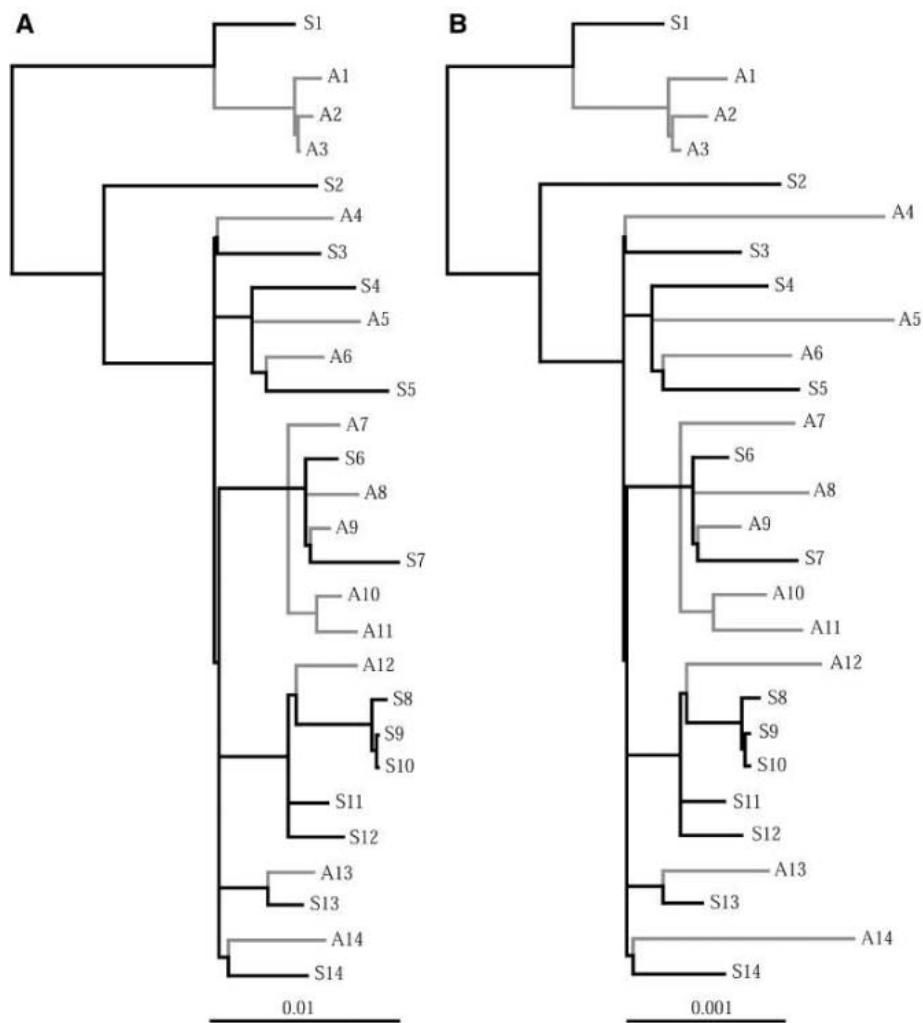 A B
S1 S1
A1 A1
A2 A2
A3 A3
S2 S2
A4 A4
S3 S3
S4 S4
A5 A5
A6 A6
S5 S5
A7 A7
S6 S6
A8 A8
A9 A9
S7 S7
A10 A10
A11 A11
A12 A12
S8 S8
S9 S9
S10 S10
S11 S11
S12 S12
A13 A13
S13 S13
A14 A14
S14 S14
0.01 0.001